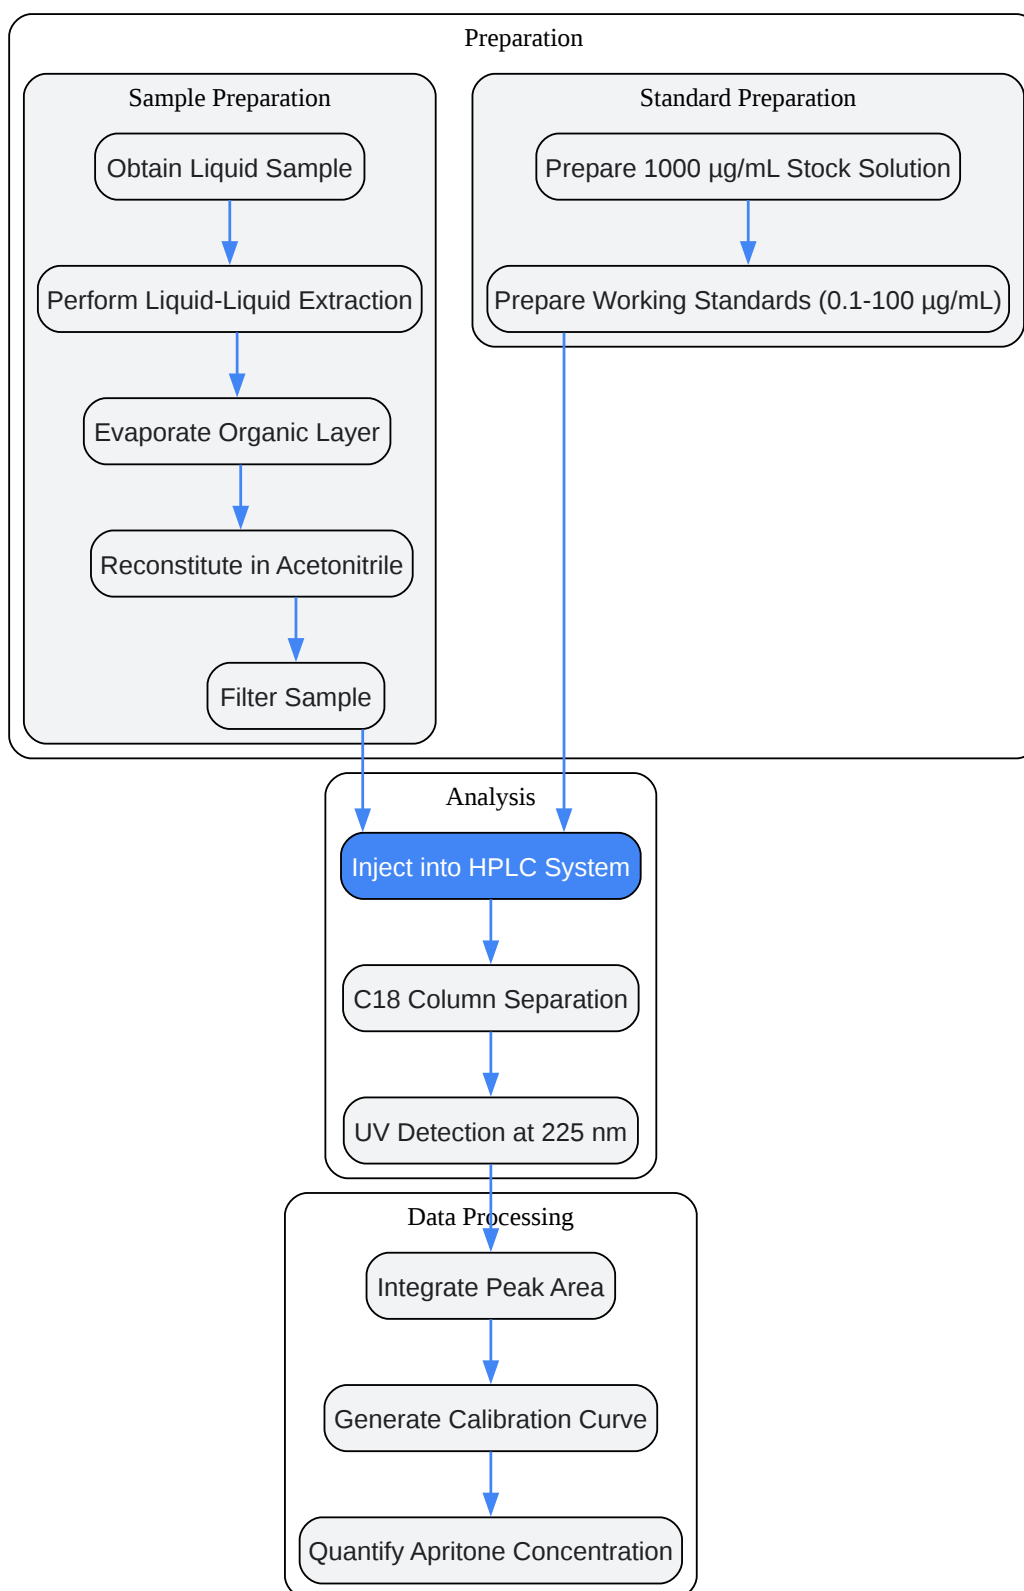 Preparation
Sample Preparation
Obtain Liquid Sample
Perform Liquid-Liquid Extraction
Evaporate Organic Layer
Reconstitute in Acetonitrile
Filter Sample
Standard Preparation
Prepare 1000 µg/mL Stock Solution
Prepare Working Standards (0.1-100 µg/mL)
Analysis
Inject into HPLC System
C18 Column Separation
UV Detection at 225 nm
Data Processing
Integrate Peak Area
Generate Calibration Curve
Quantify Apritone Concentration